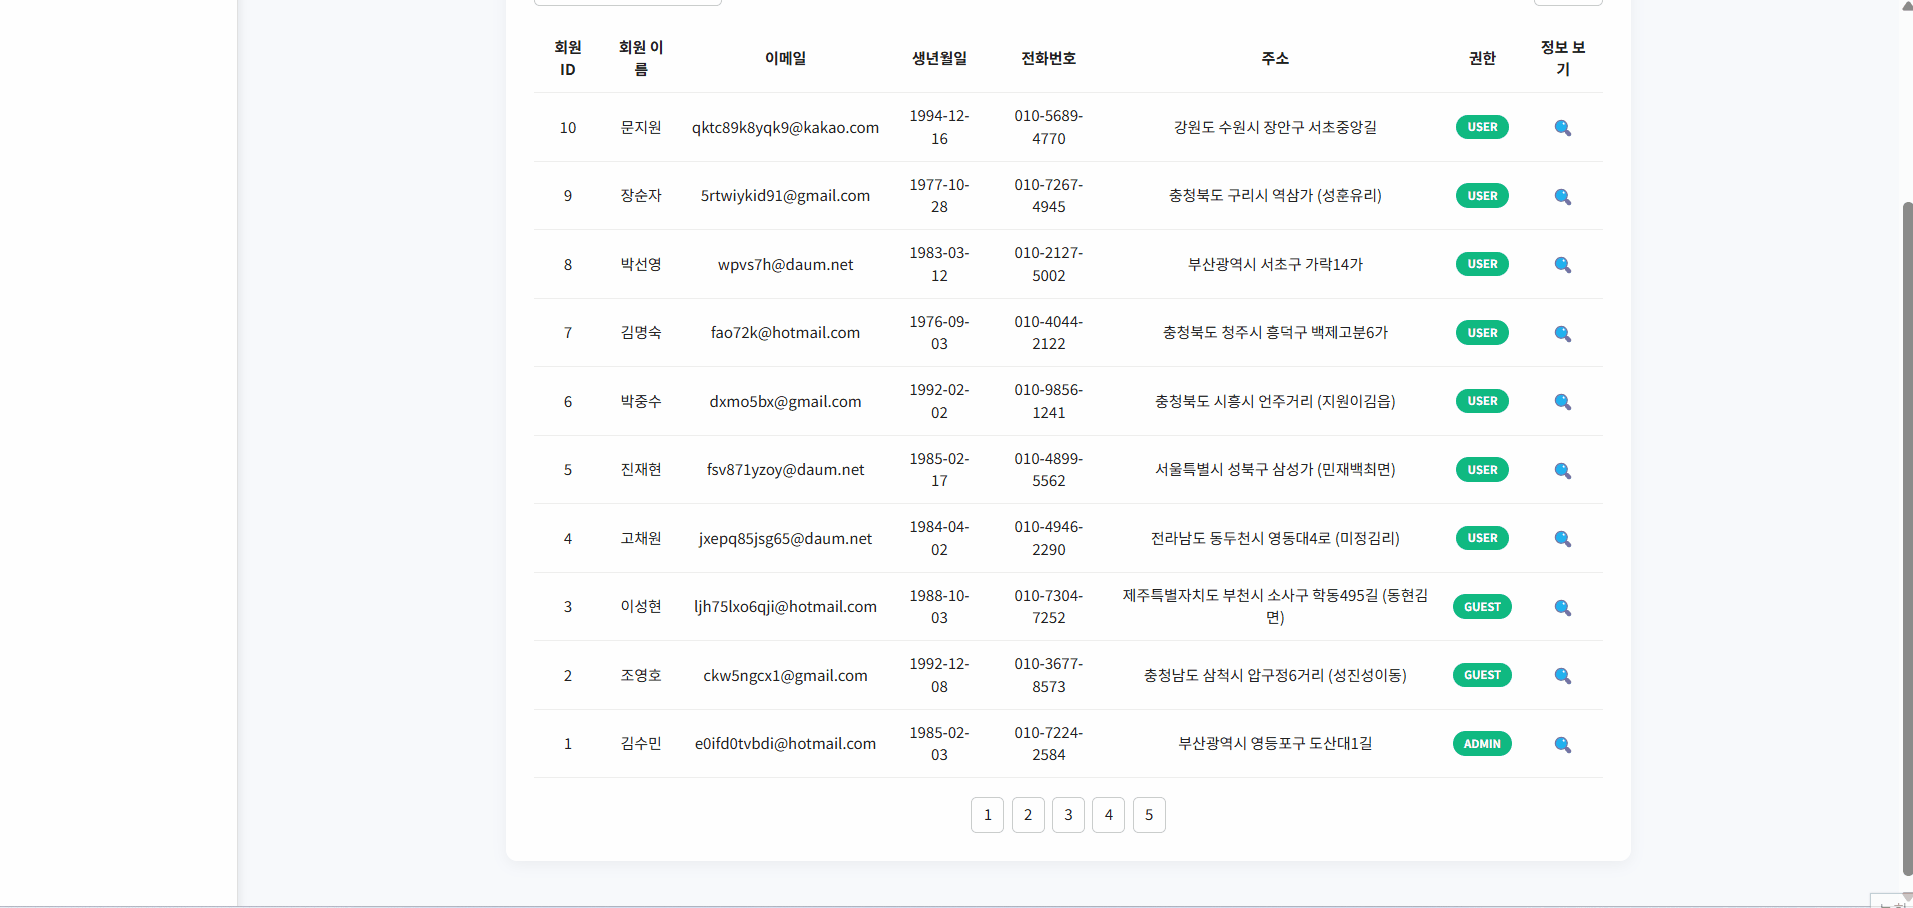 회원 ID
회원 이름
이메일
생년월일
전화번호
주소
권한
정보 보기
10 문지원 qktc89k8yqk9@kakao.com 1994-12-16 010-5689-4770 강원도 수원시 장안구 서초중앙길 USER
9 장순자 5rtwiykid91@gmail.com 1977-10-28 010-7267-4945 충청북도 구리시 역삼가 (성훈유리) USER
8 박선영 wpvs7h@daum.net 1983-03-12 010-2127-5002 부산광역시 서초구 가락14가 USER
7 김명숙 fao72k@hotmail.com 1976-09-03 010-4044-2122 충청북도 청주시 흥덕구 백제고분6가 USER
6 박중수 dxmo5bx@gmail.com 1992-02-02 010-9856-1241 충청북도 시흥시 언주거리 (지원이김읍) USER
5 진재현 fsv871yzoy@daum.net 1985-02-17 010-4899-5562 서울특별시 성북구 삼성가 (민재백최면) USER
4 고채원 jxepq85jsg65@daum.net 1984-04-02 010-4946-2290 전라남도 동두천시 영동대4로 (미정김리) USER
3 이성현 ljh75lxo6qji@hotmail.com 1988-10-03 010-7304-7252 제주특별자치도 부천시 소사구 학동495길 (동현김면) GUEST
2 조영호 ckw5ngcx1@gmail.com 1992-12-08 010-3677-8573 충청남도 삼척시 압구정6거리 (성진성이동) GUEST
1 김수민 e0ifd0tvbdi@hotmail.com 1985-02-03 010-7224-2584 부산광역시 영등포구 도산대1길 ADMIN
1 2 3 4 5